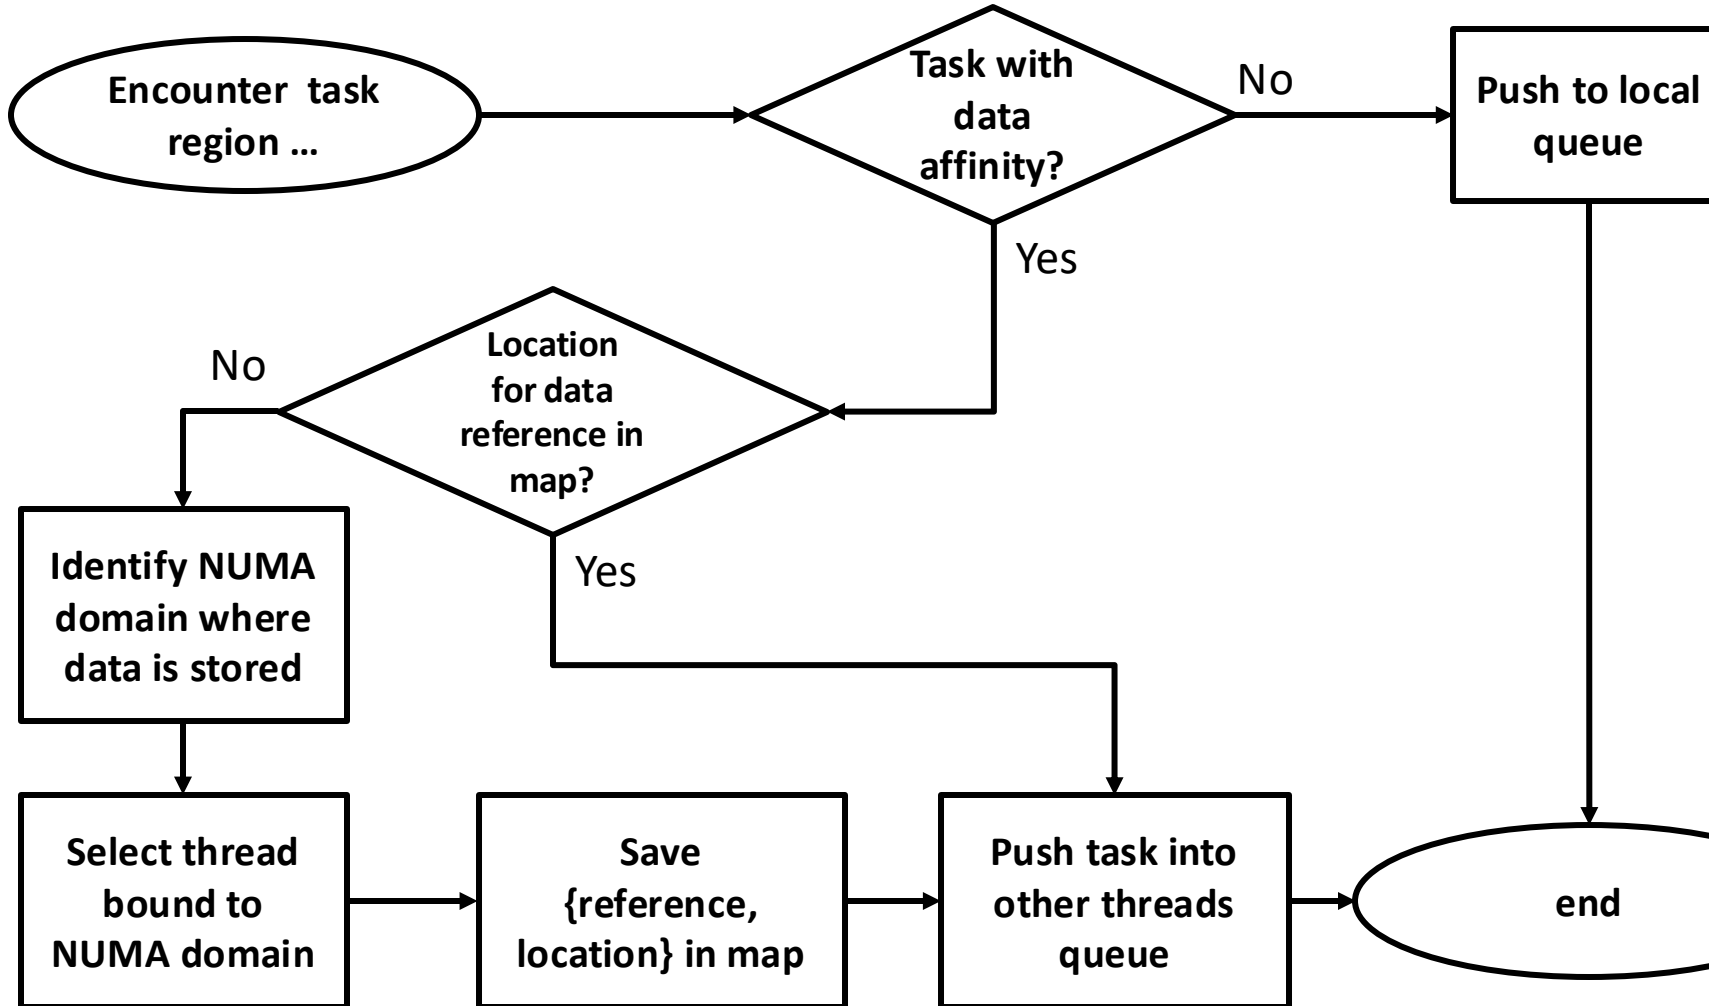 Encounter task
region ...
Task with
data
affinity?
No
Push to local
queue
Yes
Location
for data
reference in
map?
No
Yes
Identify NUMA
domain where
data is stored
Select thread
bound to
NUMA domain
Save
{reference,
location} in map
Push task into
other threads
queue
end